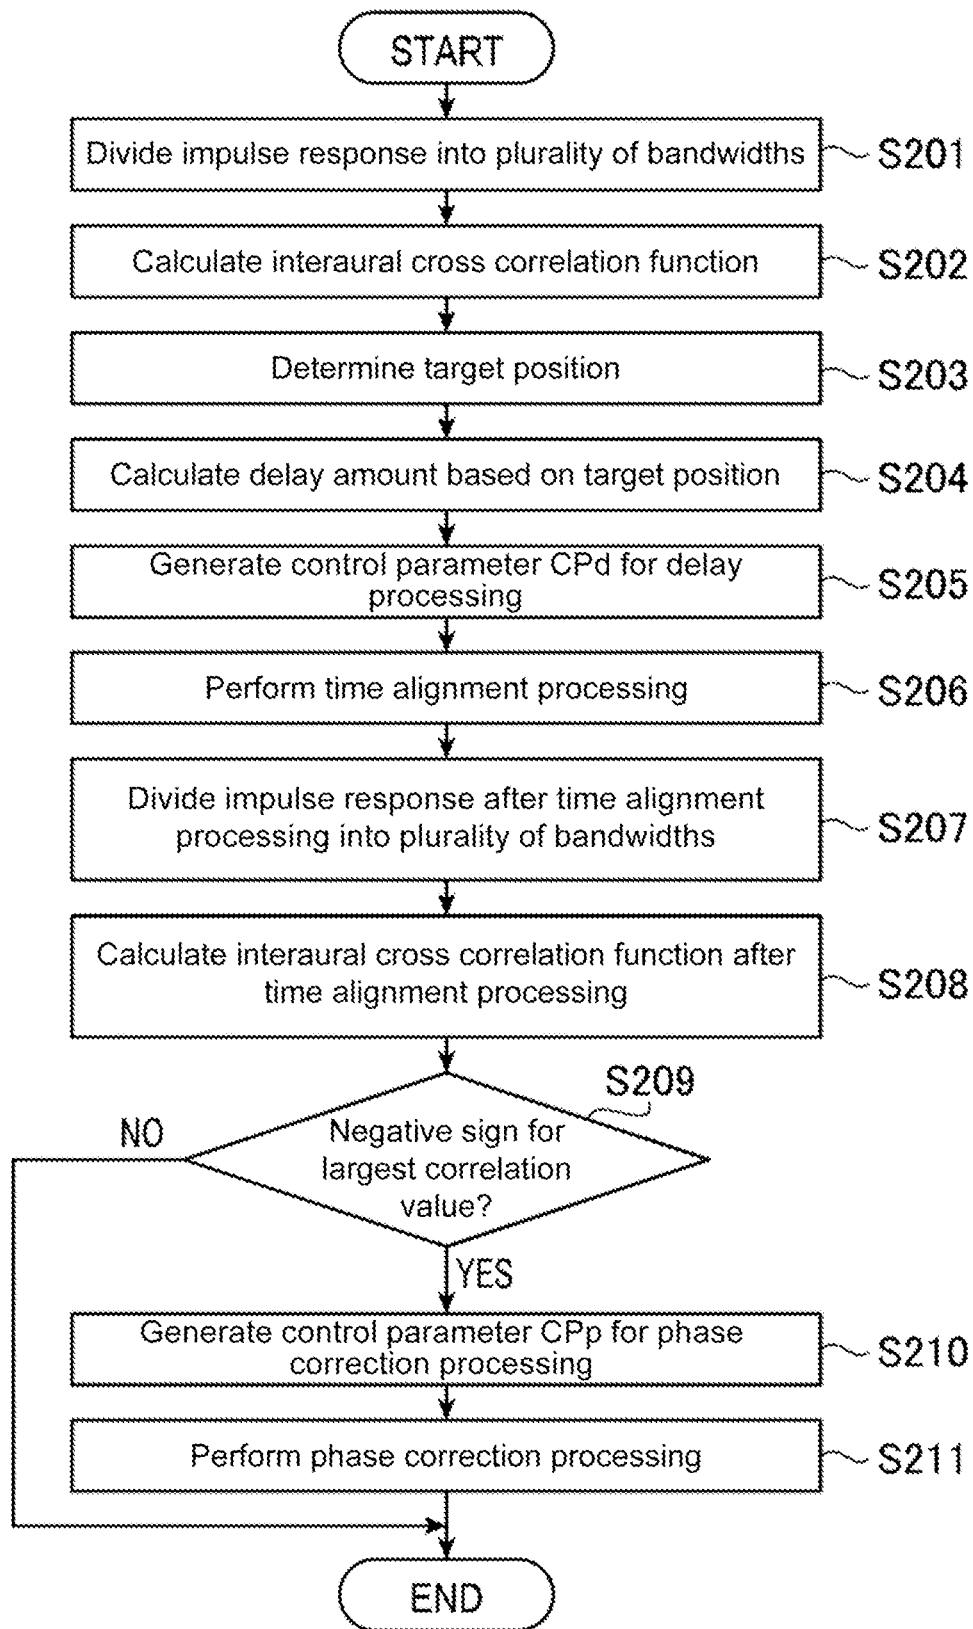 START
Divide impulse response into plurality of bandwidths
S201
Calculate interaural cross correlation function
S202
Determine target position
S203
Calculate delay amount based on target position
S204
Generate control parameter CPd for delay
processing
S205
Perform time alignment processing
S206
Divide impulse response after time alignment
processing into plurality of bandwidths
S207
Calculate interaural cross correlation function after
time alignment processing
S208
S209
NO
Negative sign for
largest correlation
value?
YES
Generate control parameter CPp for phase
correction processing
S210
Perform phase correction processing
S211
END